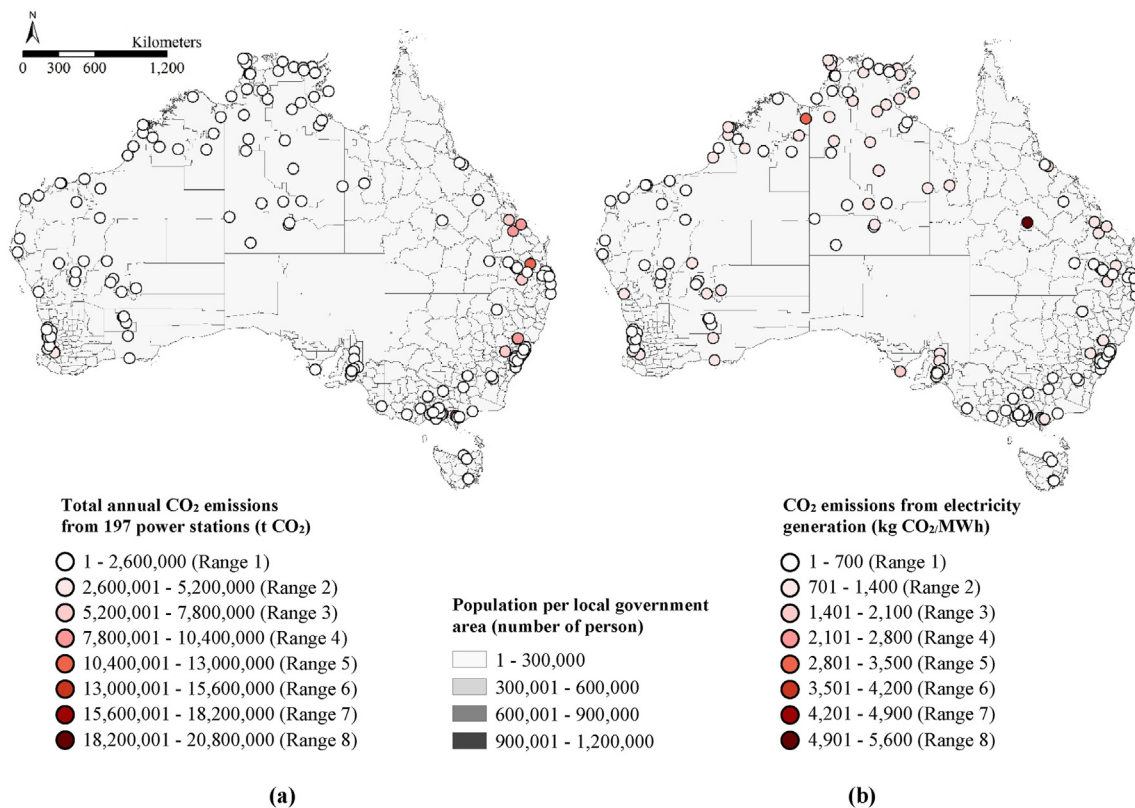 N
Kilometers
0 300 600 1,200
Total annual CO₂ emissions
from 197 power stations (t CO₂)
1 - 2,600,000 (Range 1)
2,600,001 - 5,200,000 (Range 2)
5,200,001 - 7,800,000 (Range 3)
7,800,001 - 10,400,000 (Range 4)
10,400,001 - 13,000,000 (Range 5)
13,000,001 - 15,600,000 (Range 6)
15,600,001 - 18,200,000 (Range 7)
18,200,001 - 20,800,000 (Range 8)
Population per local government
area (number of person)
1 - 300,000
300,001 - 600,000
600,001 - 900,000
900,001 - 1,200,000
CO₂ emissions from electricity
generation (kg CO₂/MWh)
1 - 700 (Range 1)
701 - 1,400 (Range 2)
1,401 - 2,100 (Range 3)
2,101 - 2,800 (Range 4)
2,801 - 3,500 (Range 5)
3,501 - 4,200 (Range 6)
4,201 - 4,900 (Range 7)
4,901 - 5,600 (Range 8)
(a)
(b)